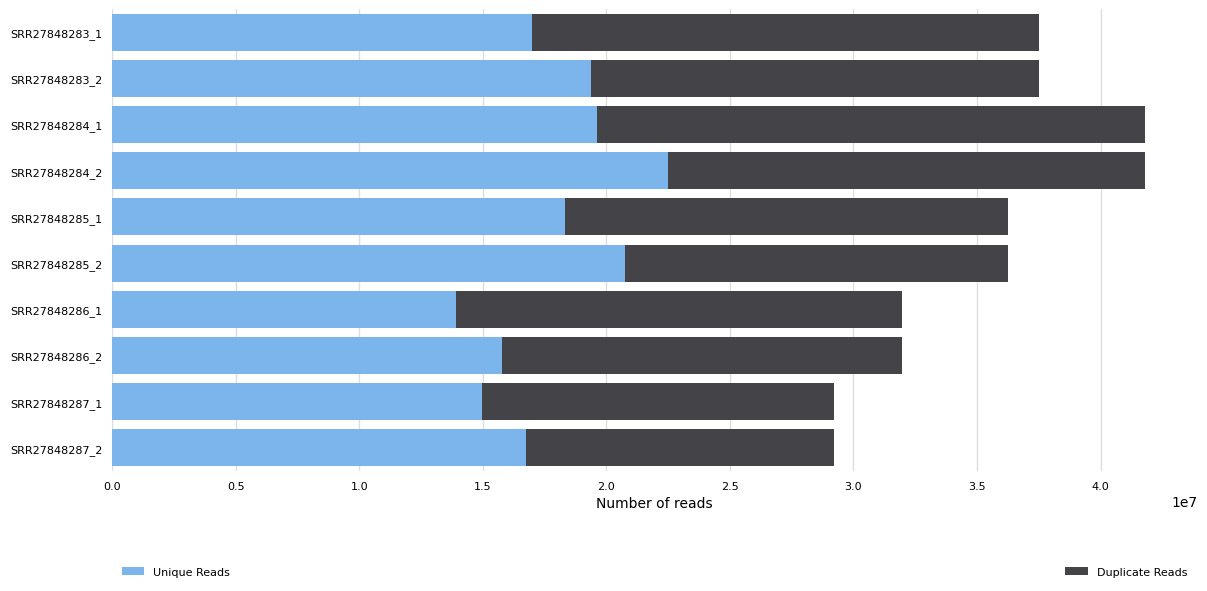 SRR27848283_1
SRR27848283_2
SRR27848284_1
SRR27848284_2
SRR27848285_1
SRR27848285_2
SRR27848286_1
SRR27848286_2
SRR27848287_1
SRR27848287_2
0.0 0.5 1.0 1.5 2.0 2.5 3.0 3.5 4.0
Number of reads
1e7
Unique Reads Duplicate Reads